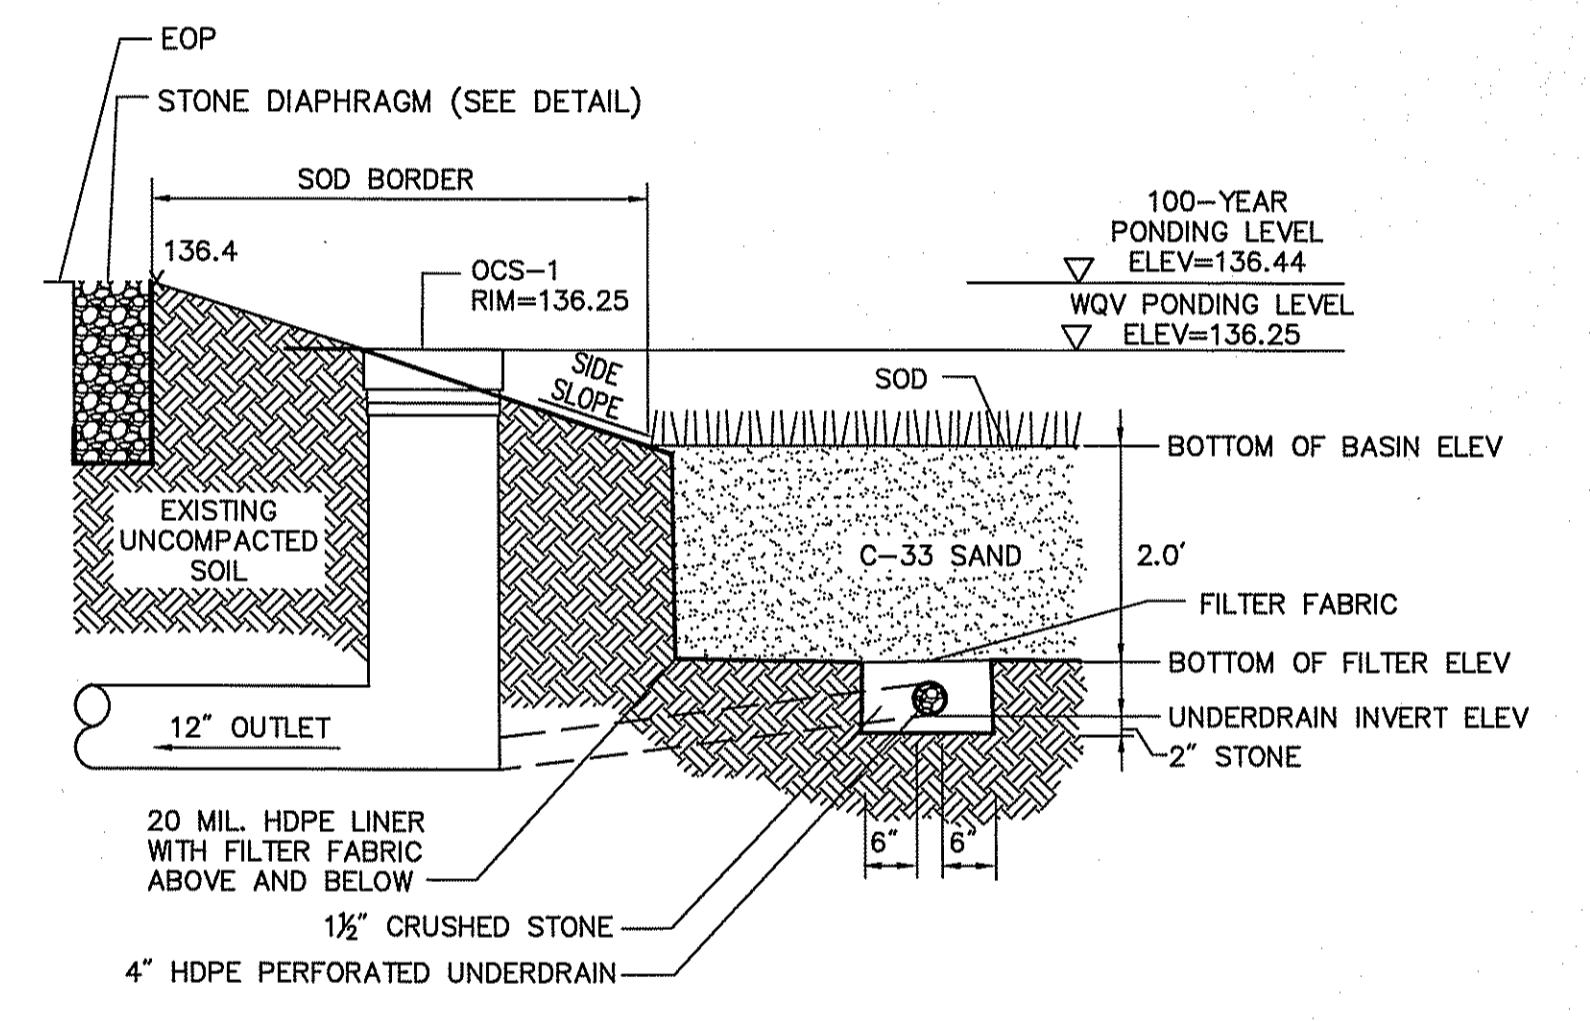 EOP
STONE DIAPHRAGM (SEE DETAIL)
SOD BORDER
136.4
OCS-1
RIM=136.25
100-YEAR
PONDING LEVEL
ELEV=136.44
WQV PONDING LEVEL
ELEV=136.25
SIDE
SLOPE
SOD
BOTTOM OF BASIN ELEV
EXISTING
UNCOMPACTED
SOIL
C-33 SAND
2.0'
FILTER FABRIC
BOTTOM OF FILTER ELEV
UNDERDRAIN INVERT ELEV
2" STONE
12" OUTLET
20 MIL. HDPE LINER
WITH FILTER FABRIC
ABOVE AND BELOW
6" 6"
1½" CRUSHED STONE
4" HDPE PERFORATED UNDERDRAIN